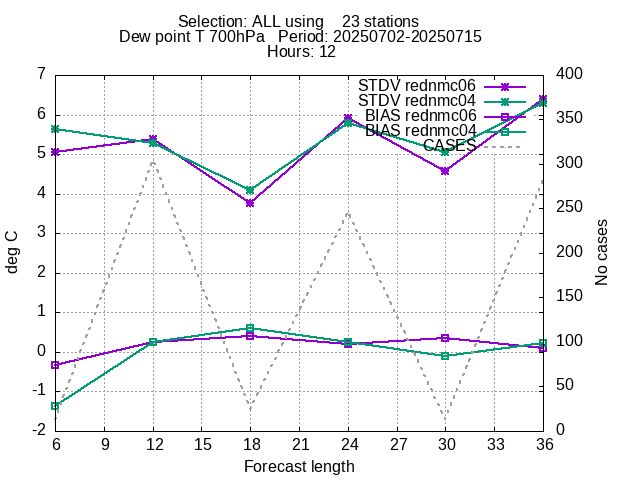 Selection: ALL using 23 stations
Dew point T 700hPa Period: 20250702-20250715
Hours: 12
STDV rednmc06
STDV rednmc04
BIAS rednmc06
BIAS rednmc04
CASES
deg C
7
6
5
4
3
2
1
0
-1
-2
No cases
400
350
300
250
200
150
100
50
0
6 9 12 15 18 21 24 27 30 33 36
Forecast length